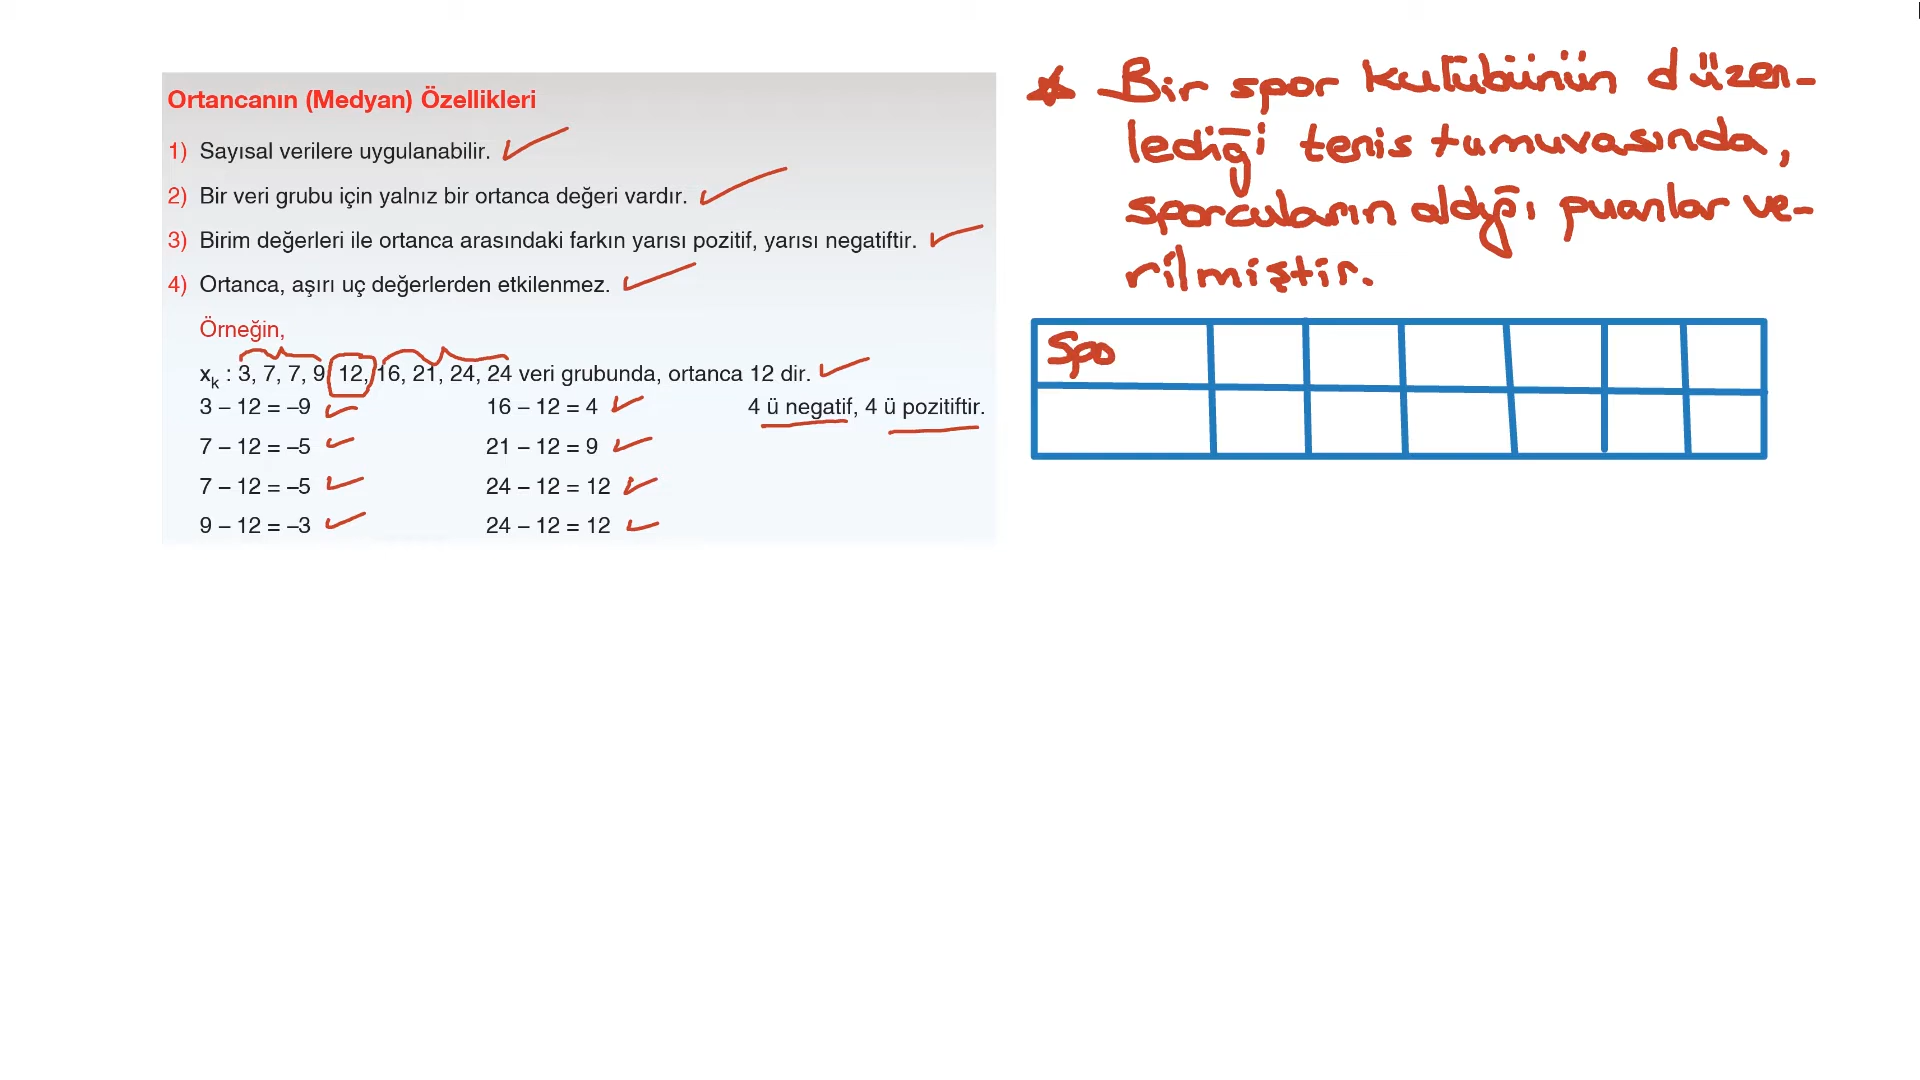 Ortancanın (Medyan) Özellikleri
1) Sayısal verilere uygulanabilir.
2) Bir veri grubu için yalnız bir ortanca değeri vardır.
3) Birim değerleri ile ortanca arasındaki farkın yarısı pozitif, yarısı negatiftir.
4) Ortanca, aşırı uç değerlerden etkilenmez.
Örneğin,
xk : 3, 7, 7, 9, 12, 16, 21, 24, 24 veri grubunda, ortanca 12 dir.
3 – 12 = –9 16 – 12 = 4 4 ü negatif, 4 ü pozitiftir.
7 – 12 = –5 21 – 12 = 9
7 – 12 = –5 24 – 12 = 12
9 – 12 = –3 24 – 12 = 12
Bir spor kulübünün düzen-
lediği tenis turnuvasında,
sporcuların aldığı puanlar ve-
rilmiştir.
Spo